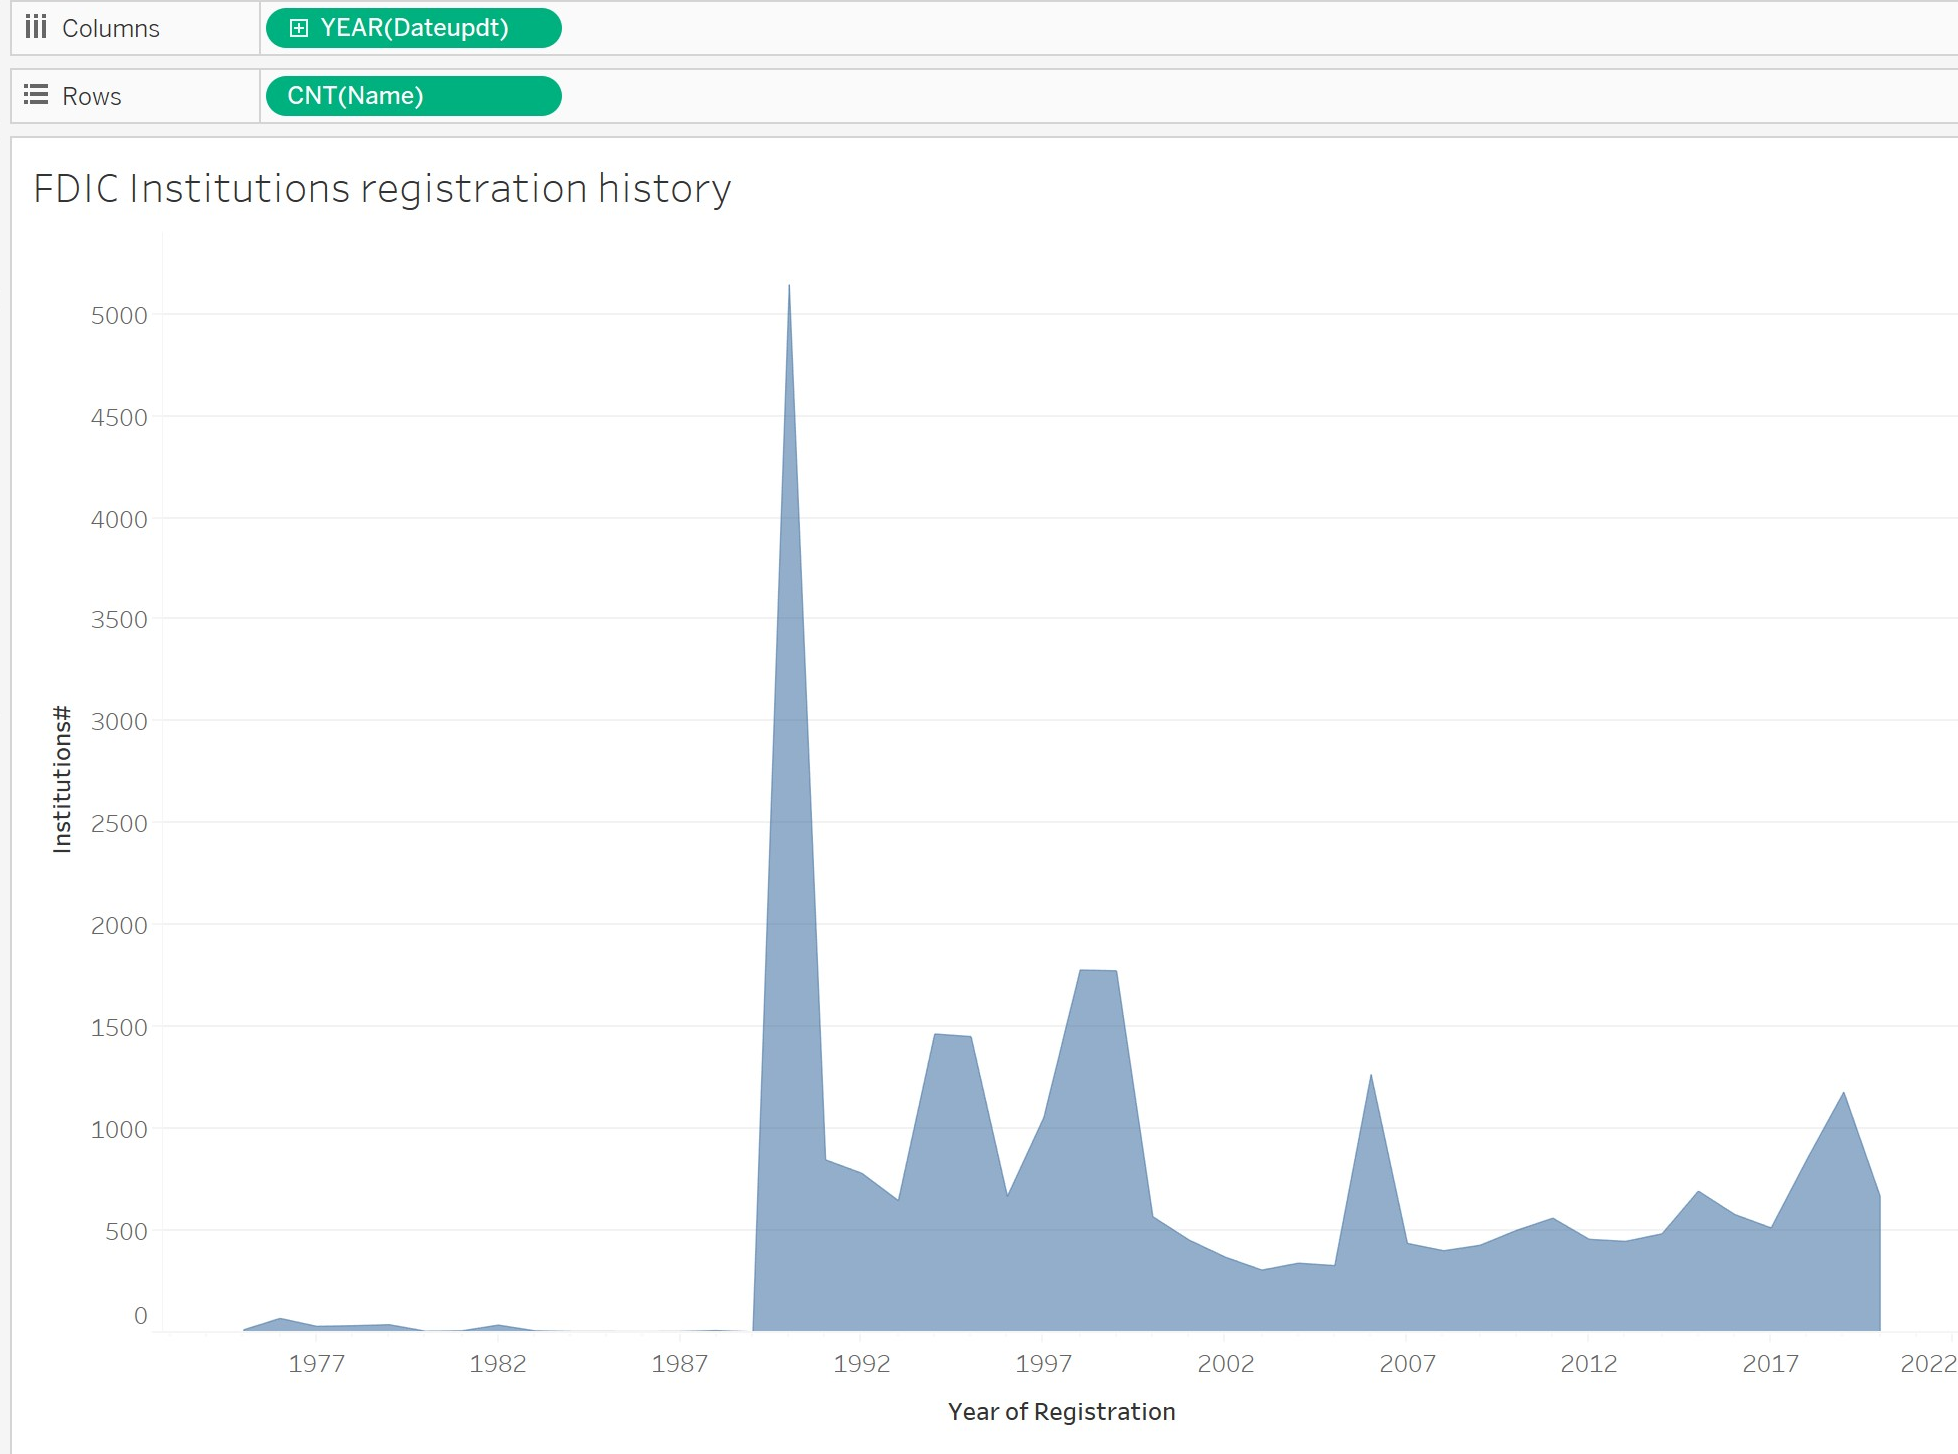 Columns
YEAR(Dateupdt)
Rows
CNT(Name)
FDIC Institutions registration history
5000
4500
4000
3500
3000
2500
2000
1500
1000
500
0
Institutions#
1977 1982 1987 1992 1997 2002 2007 2012 2017 2022
Year of Registration